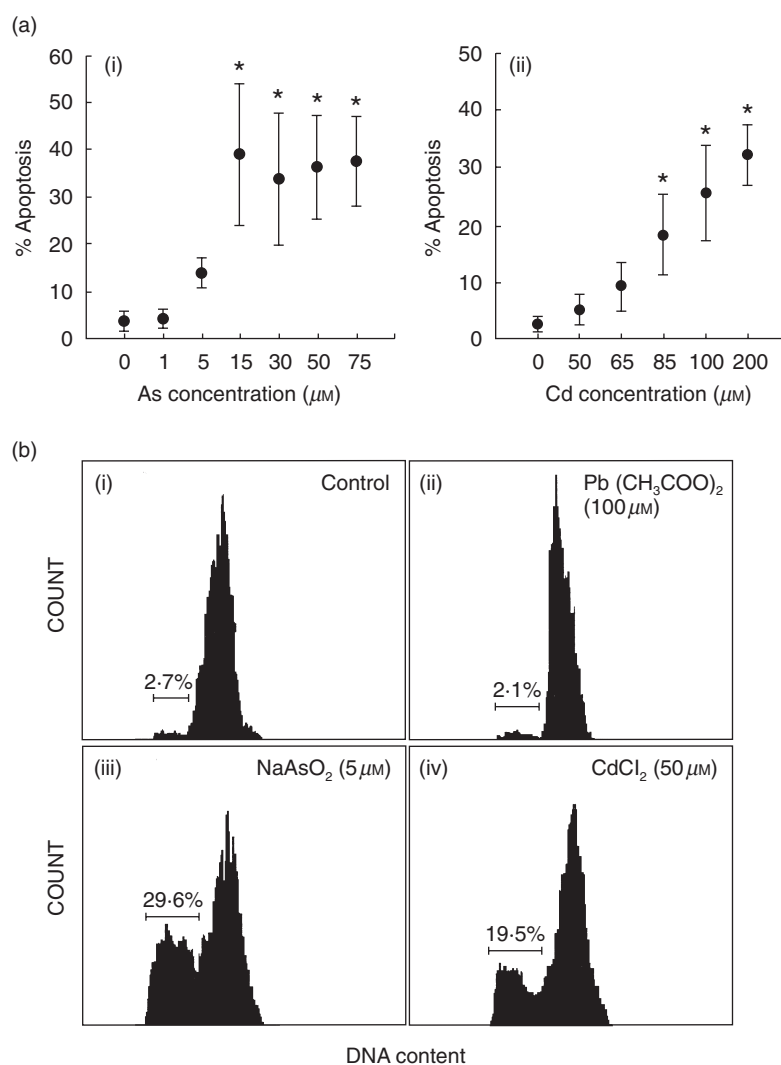 (a)
(i)
% Apoptosis
60
50
40
30
20
10
0
* * * *
0 1 5 15 30 50 75
As concentration (μM)
(ii)
% Apoptosis
50
40
30
20
10
0
* * *
0 50 65 85 100 200
Cd concentration (μM)
(b)
(i) Control
COUNT
2·7%
(ii) Pb (CH₃COO)₂
(100 μM)
2·1%
(iii) NaAsO₂ (5 μM)
COUNT
29·6%
(iv) CdCl₂ (50 μM)
19·5%
DNA content